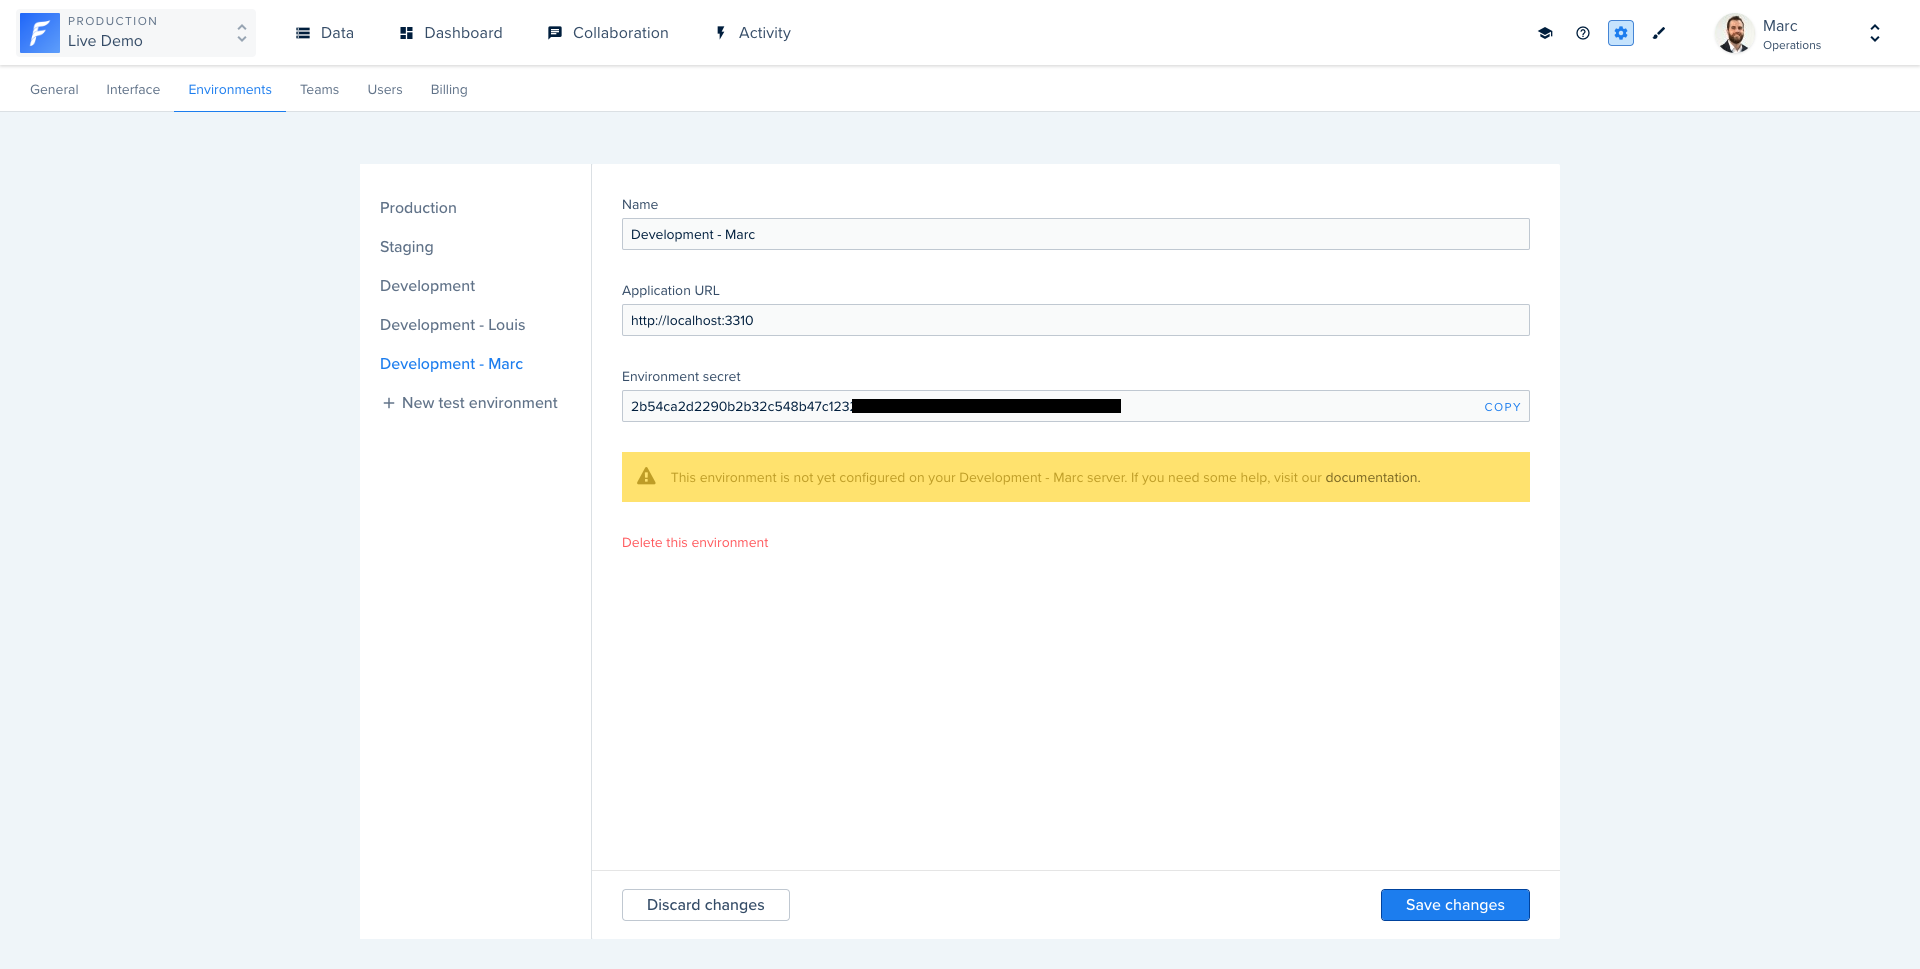 PRODUCTION
Live Demo
Data
Dashboard
Collaboration
Activity
Marc
Operations
General
Interface
Environments
Teams
Users
Billing
Production
Staging
Development
Development - Louis
Development - Marc
New test environment
Name
Development - Marc
Application URL
http://localhost:3310
Environment secret
2b54ca2d2290b2b32c548b47c123
COPY
This environment is not yet configured on your Development - Marc server. If you need some help, visit our documentation.
Delete this environment
Discard changes
Save changes